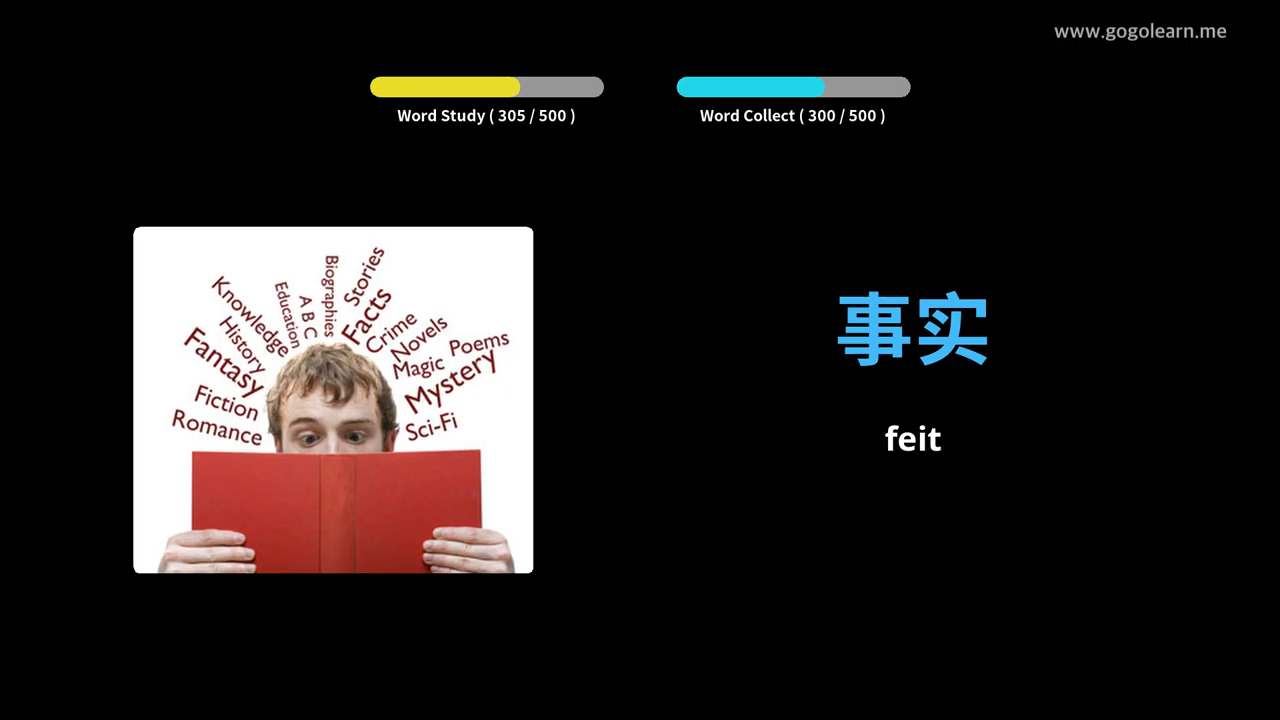 www.gogolearn.me
Word Study ( 305 / 500 )
Word Collect ( 300 / 500 )
Knowledge
History
Fantasy
Fiction
Romance
Education
A B C
Biographies
Stories
Facts
Crime
Novels
Magic
Poems
Mystery
Sci-Fi
事实
feit